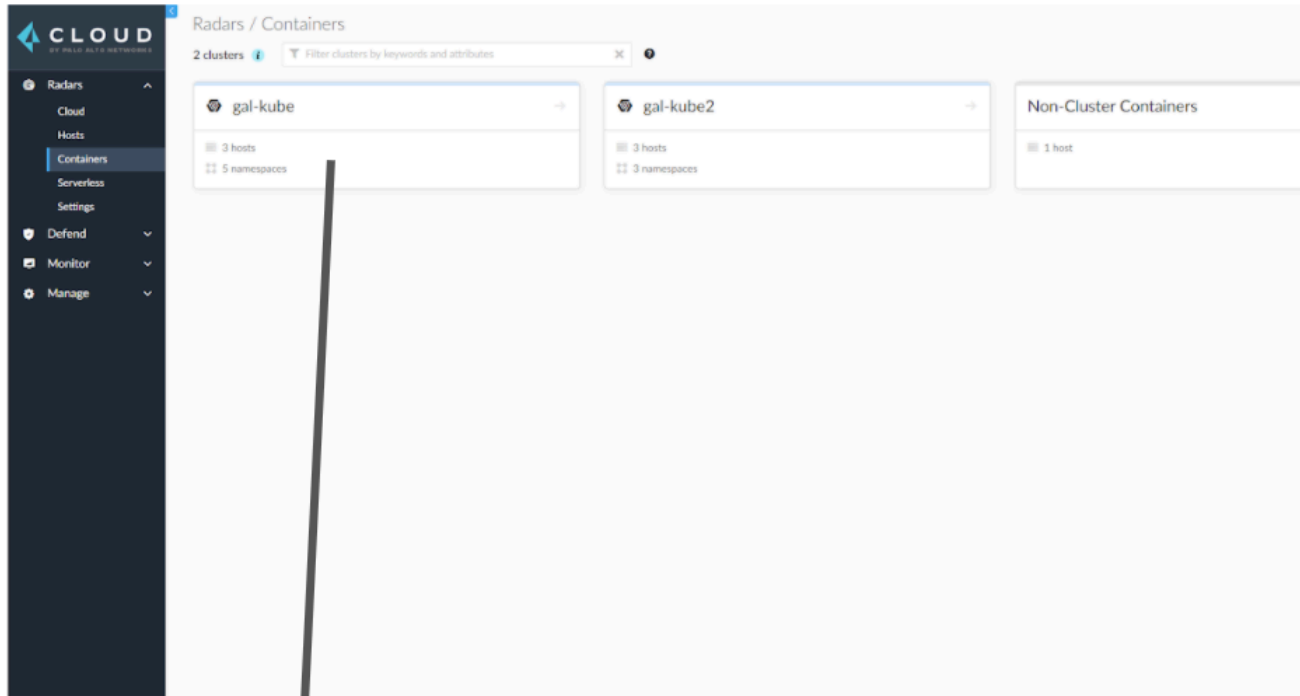 CLOUD
BY PALO ALTO NETWORKS
Radars
Cloud
Hosts
Containers
Serverless
Settings
Defend
Monitor
Manage
Radars / Containers
2 clusters i Filter clusters by keywords and attributes
gal-kube
3 hosts
5 namespaces
gal-kube2
3 hosts
3 namespaces
Non-Cluster Containers
1 host